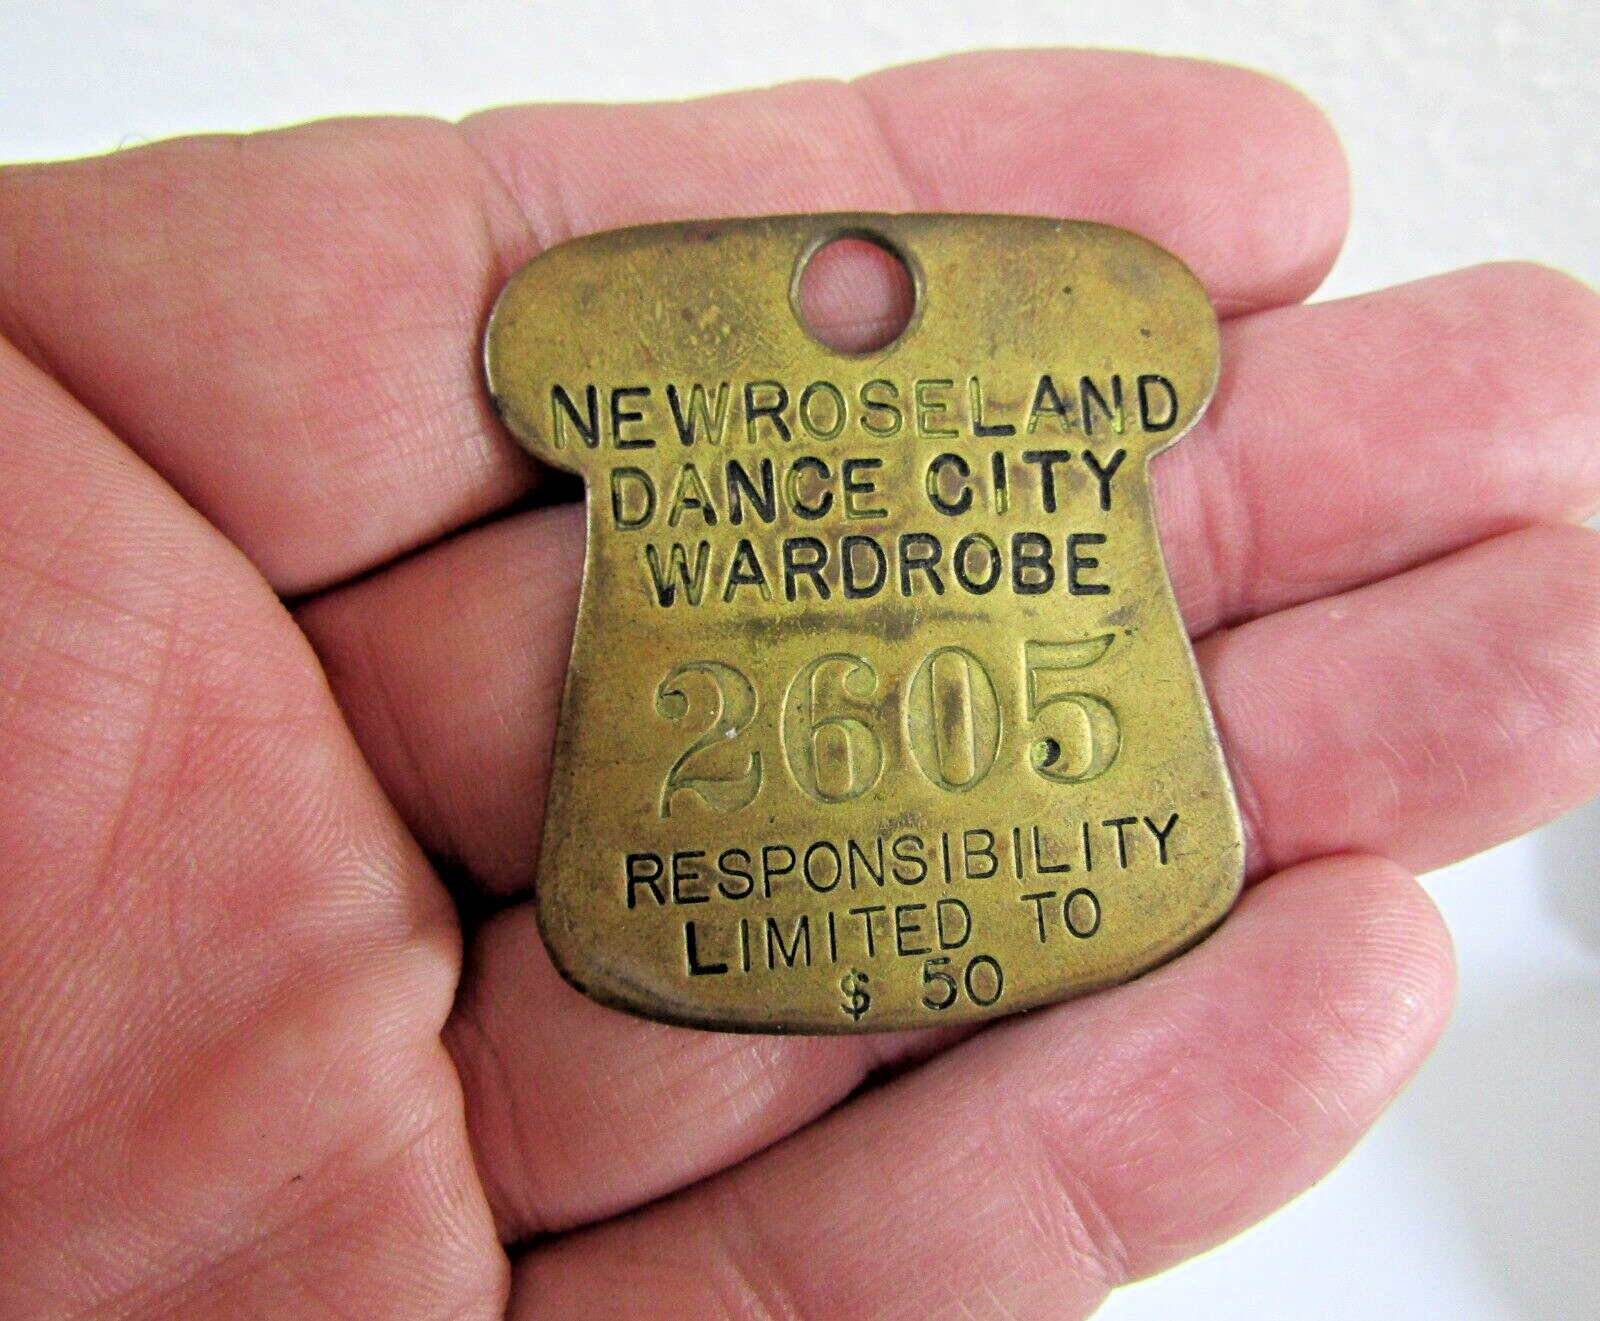 NEWROSELAND
DANCE CITY
WARDROBE
2605
RESPONSIBILITY
LIMITED TO
$ 50